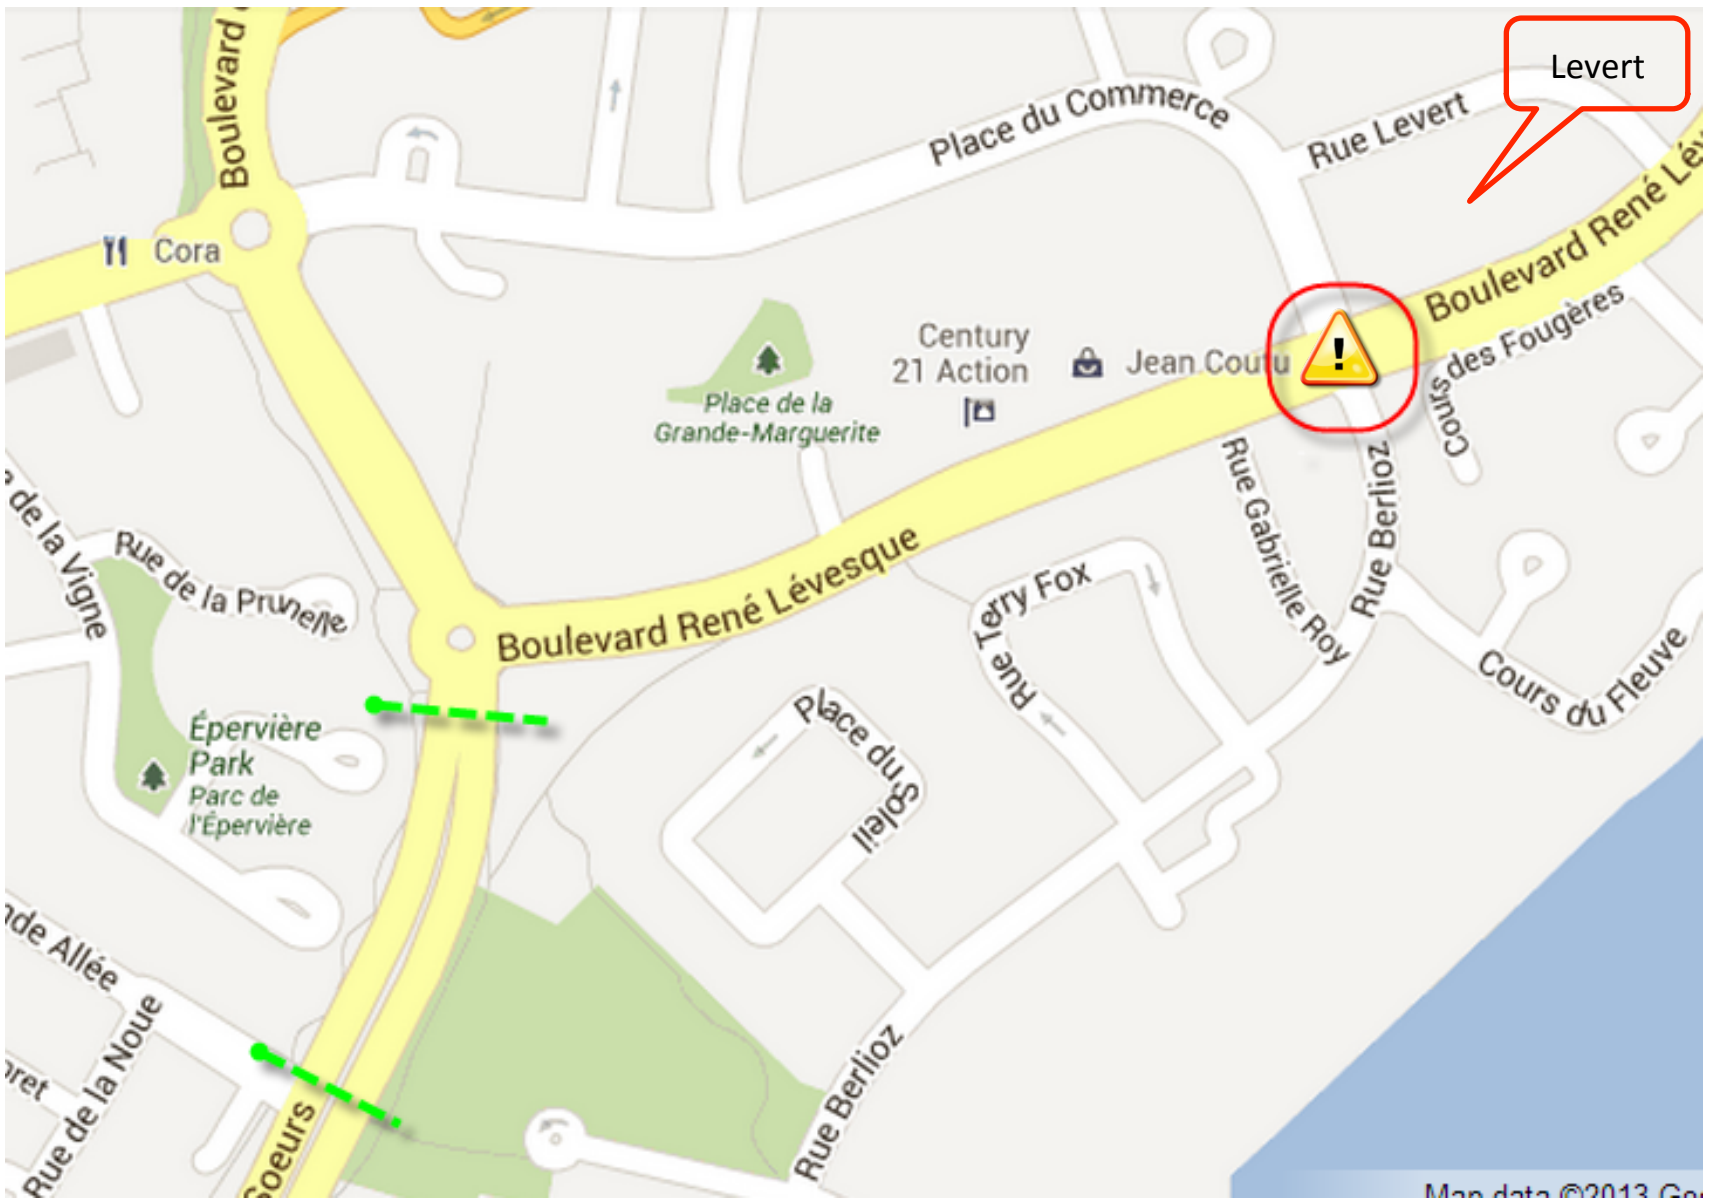 Levert
Boulevard
Place du Commerce
Rue Levert
Cora
Boulevard René
Century
21 Action
Jean Coutu
Cours des Fougères
Place de la
Grande-Marguerite
de la Vigne
Rue de la Prunelle
Boulevard René Lévesque
Rue Terry Fox
Rue Gabrielle Roy
Rue Berlioz
Cours du Fleuve
Épervière
Park
Parc de
l'Épervière
Place du Soleil
Allée
Rue de la Noue
Soeurs
Rue Berlioz
Map data ©2013